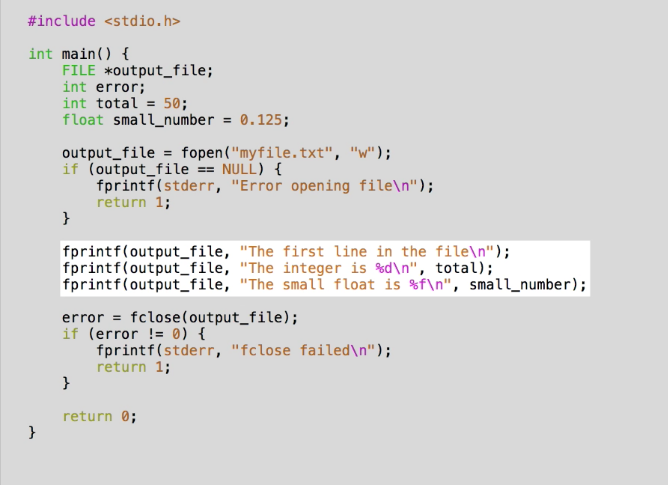 #include <stdio.h>
int main() {
    FILE *output_file;
    int error;
    int total = 50;
    float small_number = 0.125;
    output_file = fopen("myfile.txt", "w");
    if (output_file == NULL) {
        fprintf(stderr, "Error opening file\n");
        return 1;
    }
    fprintf(output_file, "The first line in the file\n");
    fprintf(output_file, "The integer is %d\n", total);
    fprintf(output_file, "The small float is %f\n", small_number);
    error = fclose(output_file);
    if (error != 0) {
        fprintf(stderr, "fclose failed\n");
        return 1;
    }
    return 0;
}